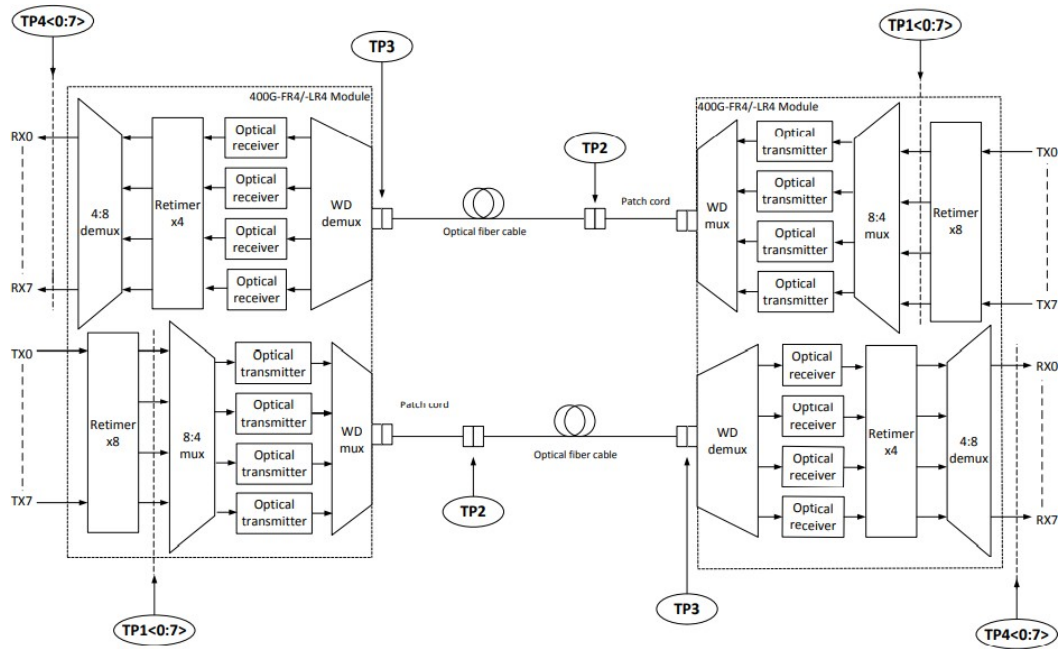 TP4<0:7>
TP1<0:7>
TP3
400G-FR4/-LR4 Module
400G-FR4/-LR4 Module
RX0
RX7
4:8
demux
Retimer
x4
Optical
receiver
Optical
receiver
Optical
receiver
Optical
receiver
WD
demux
Optical fiber cable
TP2
Patch cord
WD
mux
Optical
transmitter
Optical
transmitter
Optical
transmitter
Optical
transmitter
8:4
mux
Retimer
x8
TX0
TX7
TX0
TX7
Retimer
x8
8:4
mux
Optical
transmitter
Optical
transmitter
Optical
transmitter
Optical
transmitter
WD
mux
Patch cord
TP2
Optical fiber cable
WD
demux
Optical
receiver
Optical
receiver
Optical
receiver
Optical
receiver
Retimer
x4
4:8
demux
RX0
RX7
TP3
TP1<0:7>
TP4<0:7>